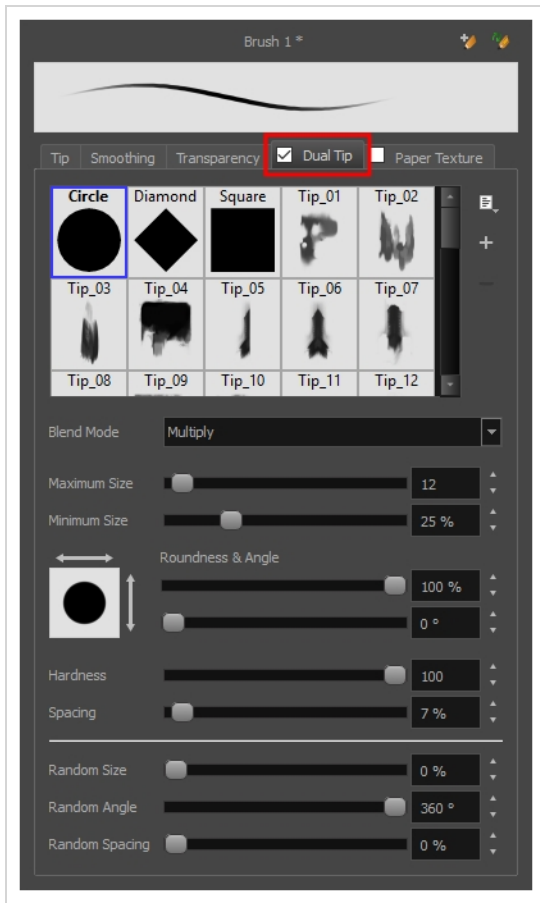 Brush 1 *
Tip Smoothing Transparency Dual Tip Paper Texture
Circle Diamond Square Tip_01 Tip_02
Tip_03 Tip_04 Tip_05 Tip_06 Tip_07
Tip_08 Tip_09 Tip_10 Tip_11 Tip_12
Blend Mode Multiply
Maximum Size 12
Minimum Size 25 %
Roundness & Angle
100 %
0 °
Hardness 100
Spacing 7 %
Random Size 0 %
Random Angle 360 °
Random Spacing 0 %